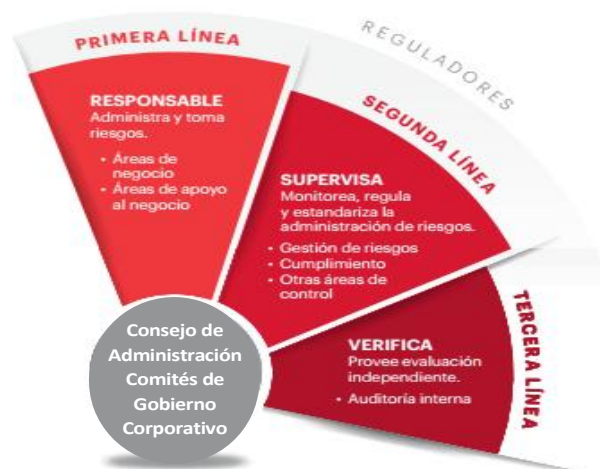 PRIMERA LÍNEA
REGULADORES
RESPONSABLE
Administra y toma
riesgos.
• Áreas de
negocio
• Áreas de apoyo
al negocio
SEGUNDA LÍNEA
SUPERVISA
Monitorea, regula
y estandariza la
administración de riesgos.
• Gestión de riesgos
• Cumplimiento
• Otras áreas de
control
TERCERA LÍNEA
VERIFICA
Provee evaluación
independiente.
• Auditoría interna
Consejo de
Administración
Comités de
Gobierno
Corporativo